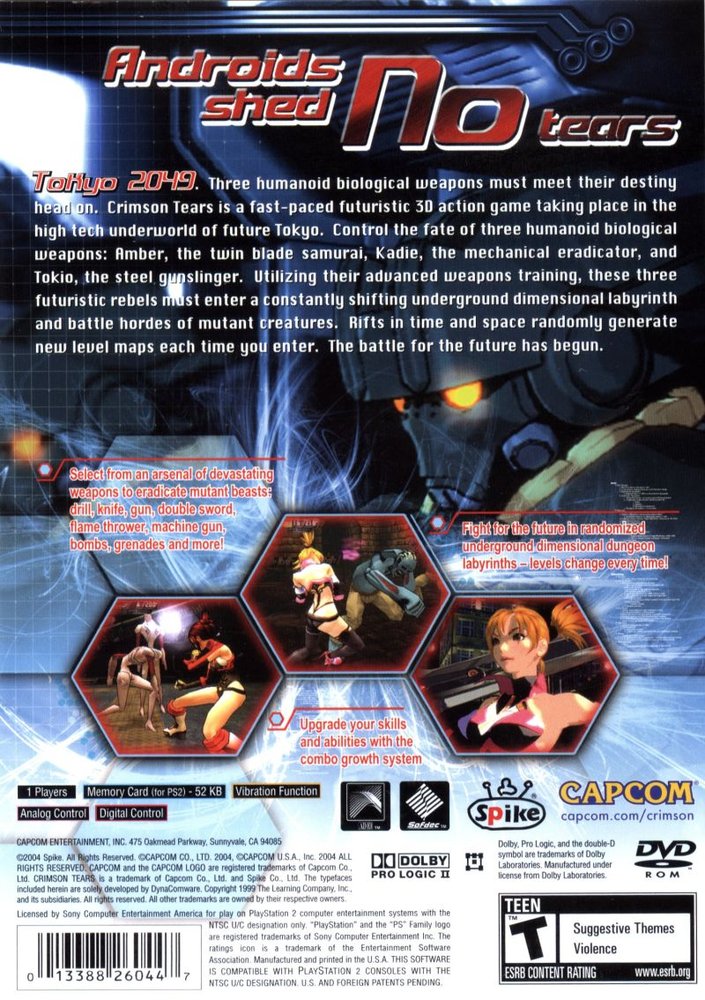 Androids
shed NO tears
Tokyo 2049. Three humanoid biological weapons must meet their destiny
head on. Crimson Tears is a fast-paced futuristic 3D action game taking place in the
high tech underworld of future Tokyo. Control the fate of three humanoid biological
weapons: Amber, the twin blade samurai, Kadie, the mechanical eradicator, and
Tokio, the steel gunslinger. Utilizing their advanced weapons training, these three
futuristic rebels must enter a constantly shifting underground dimensional labyrinth
and battle hordes of mutant creatures. Rifts in time and space randomly generate
new level maps each time you enter. The battle for the future has begun.
Select from an arsenal of devastating
weapons to eradicate mutant beasts:
drill, knife, gun, double sword,
flame thrower, machine gun,
bombs, grenades and more!
Fight for the future in randomized
underground dimensional dungeon
labyrinths – levels change every time!
Upgrade your skills
and abilities with the
combo growth system
1 Players
Memory Card (for PS2) - 52 KB
Vibration Function
Analog Control
Digital Control
ADX
TM
Sofdec
TM
Spike
CAPCOM
capcom.com/crimson
CAPCOM ENTERTAINMENT, INC. 475 Oakmead Parkway, Sunnyvale, CA 94085
©2004 Spike. All Rights Reserved. ©CAPCOM CO., LTD. 2004, ©CAPCOM U.S.A., Inc. 2004 ALL
RIGHTS RESERVED. CAPCOM and the CAPCOM LOGO are registered trademarks of Capcom Co.,
Ltd. CRIMSON TEARS is a trademark of Capcom Co., Ltd. and Spike Co., Ltd. The typefaces
included herein are solely developed by DynaComware. Copyright 1999 The Learning Company, Inc.,
and its subsidiaries. All rights reserved. All other trademarks are owned by their respective owners.
DOLBY
PRO LOGIC II
Dolby, Pro Logic, and the double-D
symbol are trademarks of Dolby
Laboratories. Manufactured under
license from Dolby Laboratories.
DVD
ROM
Licensed by Sony Computer Entertainment America for play on PlayStation 2 computer entertainment systems with the
NTSC U/C designation only. "PlayStation" and the "PS" Family logo
are registered trademarks of Sony Computer Entertainment Inc. The
ratings icon is a trademark of the Entertainment Software
Association. Manufactured and printed in the U.S.A. THIS SOFTWARE
IS COMPATIBLE WITH PLAYSTATION 2 CONSOLES WITH THE
NTSC U/C DESIGNATION. U.S. AND FOREIGN PATENTS PENDING.
0 13388 26044 7
TEEN
T
TM
Suggestive Themes
Violence
ESRB CONTENT RATING
www.esrb.org